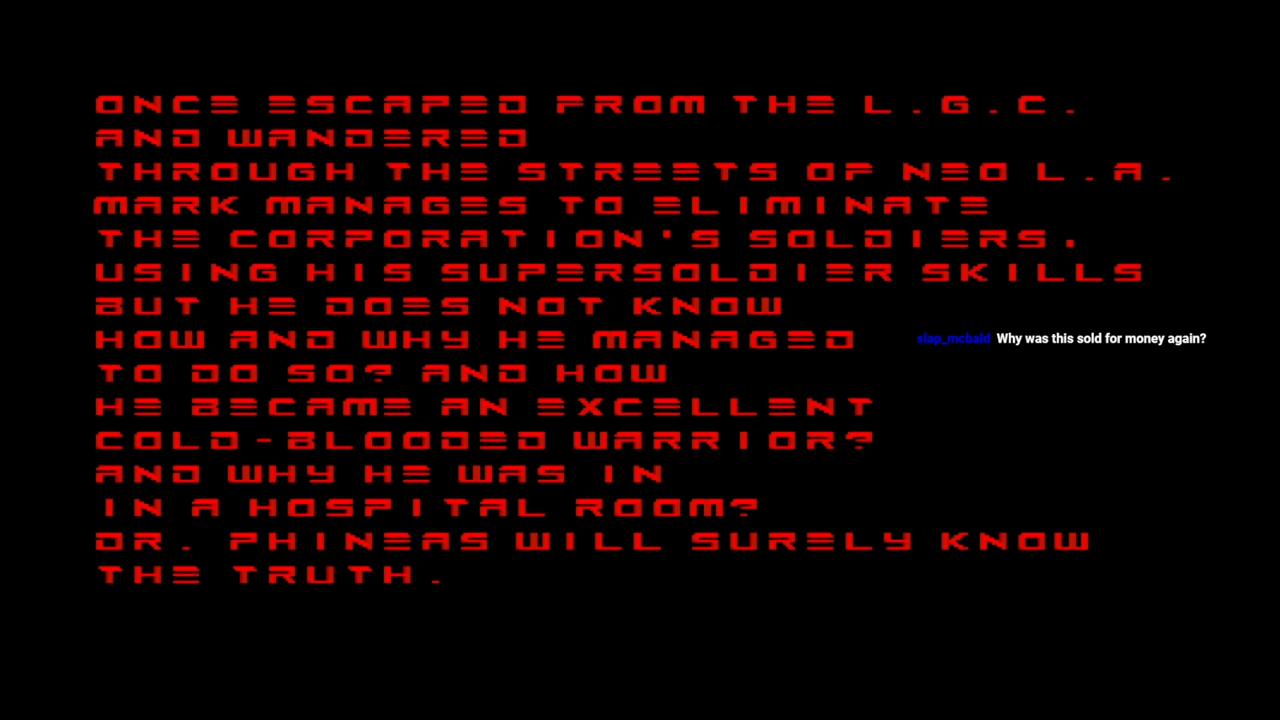 ONCE ESCAPED FROM THE L.G.C.
AND WANDERED
THROUGH THE STREETS OF NEO L.A.
MARK MANAGES TO ELIMINATE
THE CORPORATION'S SOLDIERS.
USING HIS SUPERSOLDIER SKILLS
BUT HE DOES NOT KNOW
HOW AND WHY HE MANAGED
slap_mcbald Why was this sold for money again?
TO DO SO? AND HOW
HE BECAME AN EXCELLENT
COLD-BLOODED WARRIOR?
AND WHY HE WAS IN
IN A HOSPITAL ROOM?
DR. PHINEAS WILL SURELY KNOW
THE TRUTH.